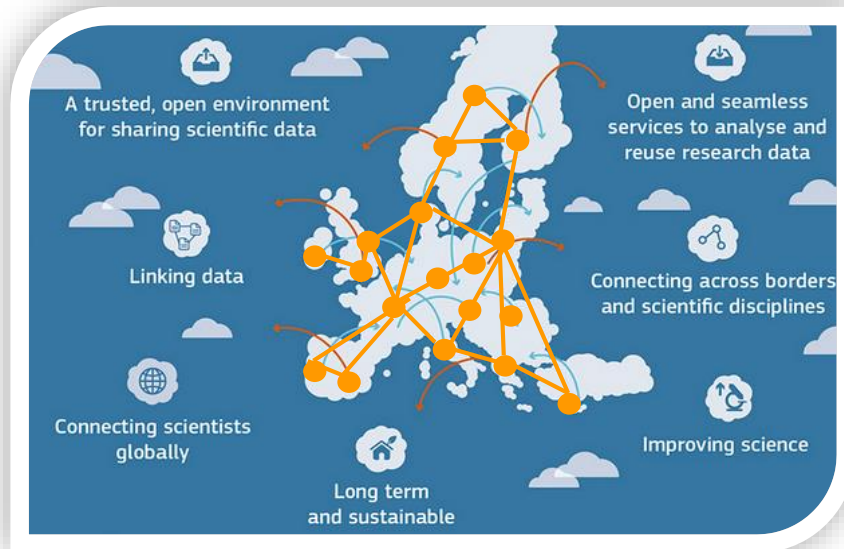 A trusted, open environment
for sharing scientific data
Open and seamless
services to analyse and
reuse research data
Linking data
Connecting across borders
and scientific disciplines
Connecting scientists
globally
Improving science
Long term
and sustainable